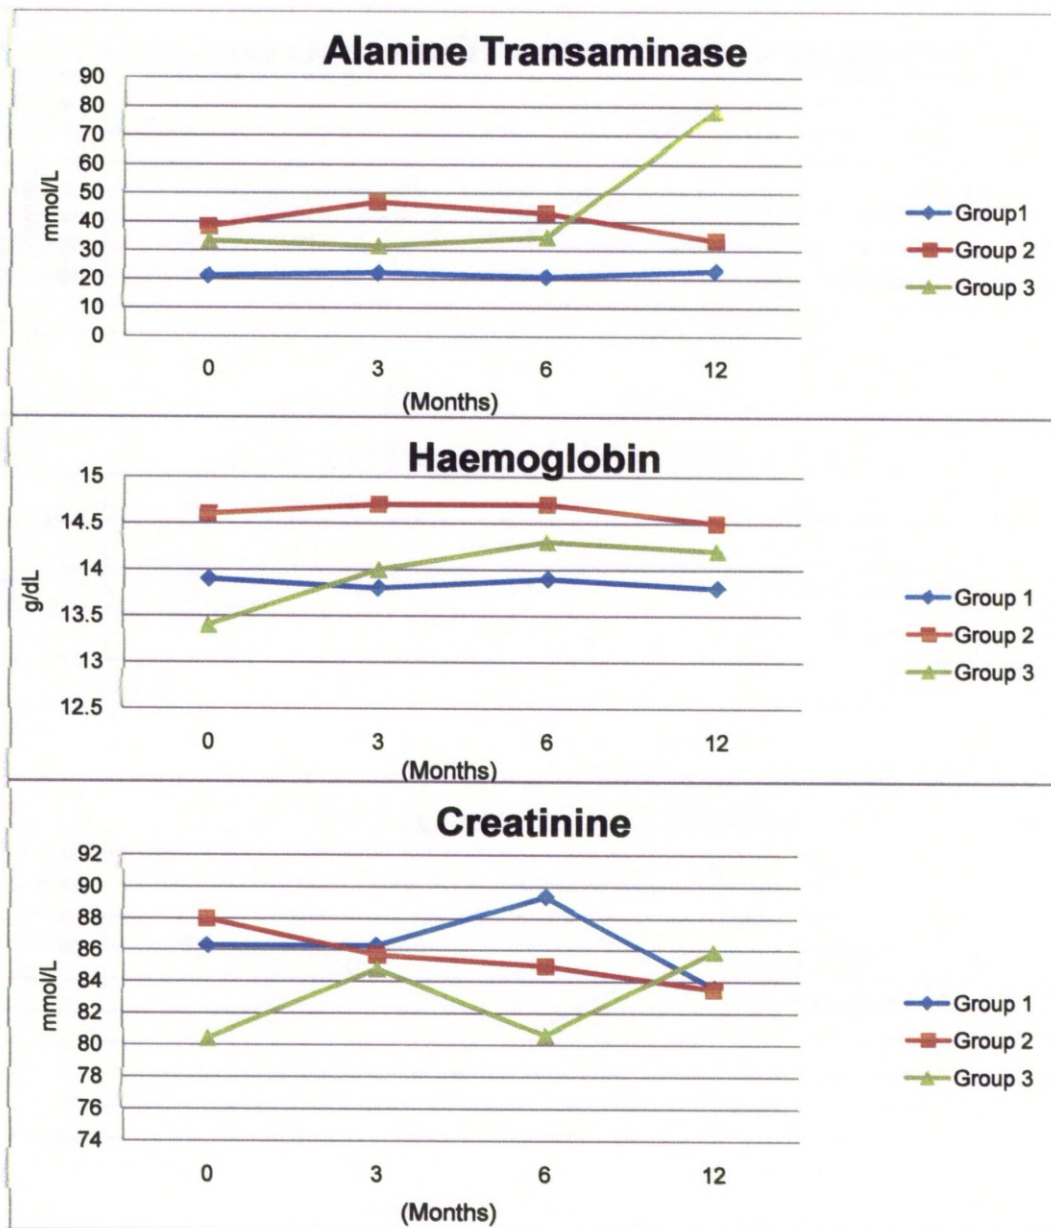 Alanine Transaminase
90
80
70
60
50
40
30
20
10
0
mmol/L
0 3 6 12
(Months)
Group1
Group 2
Group 3
Haemoglobin
15
14.5
14
13.5
13
12.5
g/dL
0 3 6 12
(Months)
Group 1
Group 2
Group 3
Creatinine
92
90
88
86
84
82
80
78
76
74
mmol/L
0 3 6 12
(Months)
Group 1
Group 2
Group 3